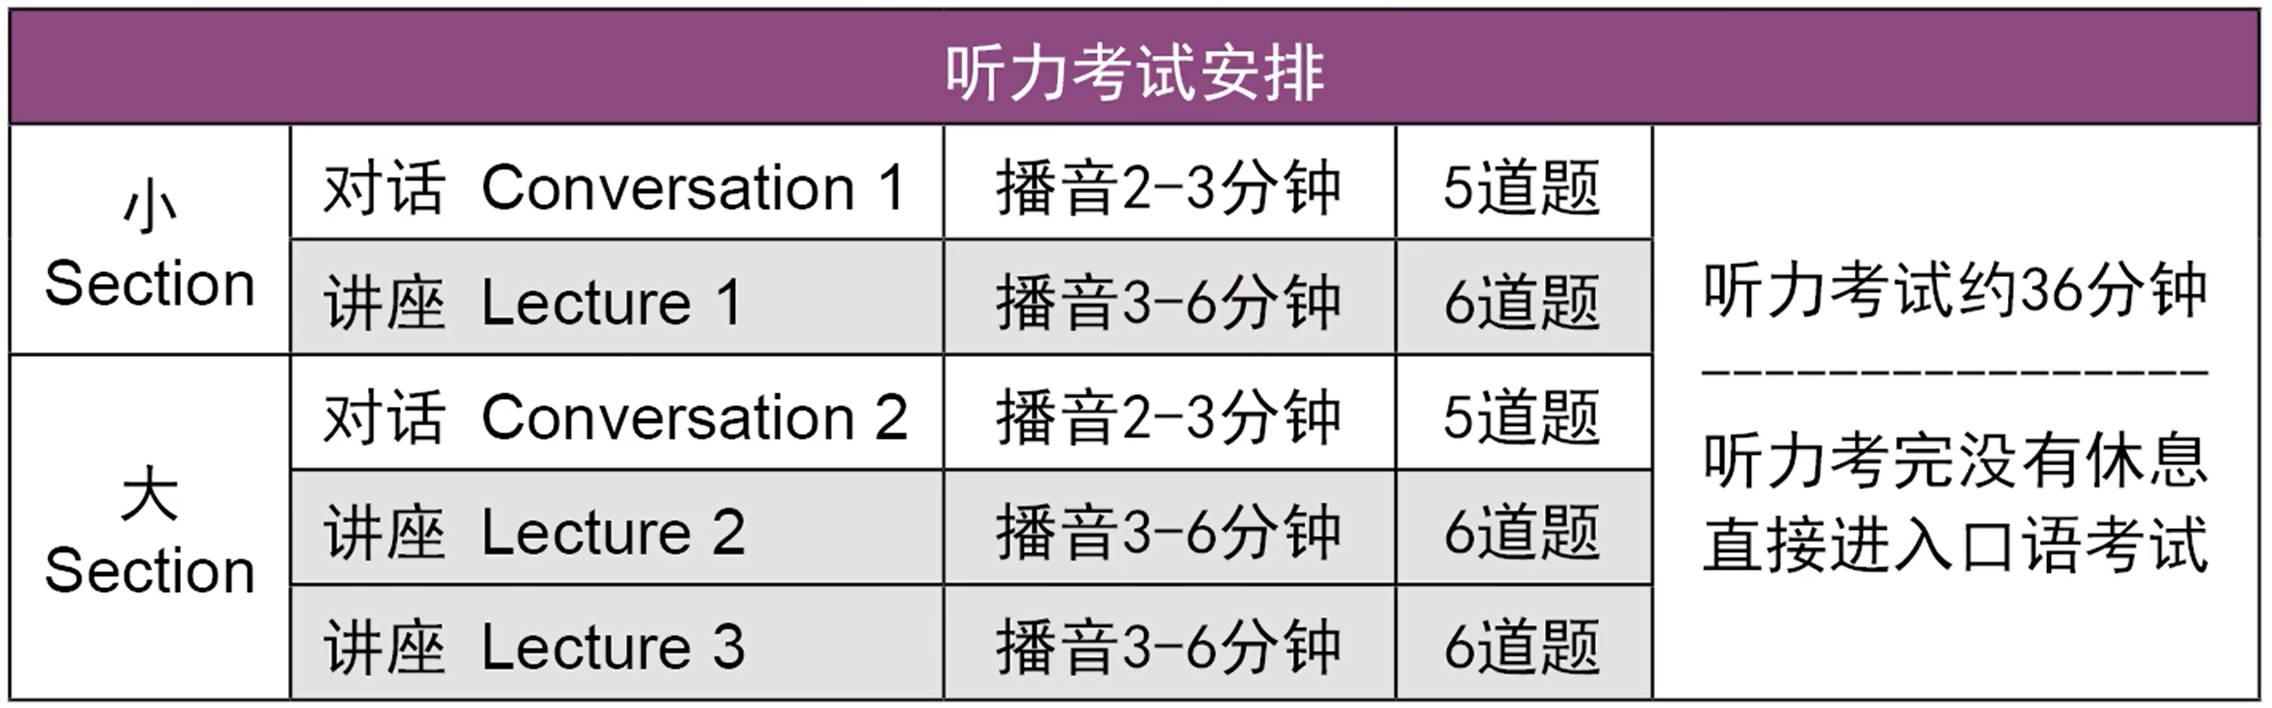 听力考试安排
小
Section
对话 Conversation 1
播音2-3分钟
5道题
讲座 Lecture 1
播音3-6分钟
6道题
大
Section
对话 Conversation 2
播音2-3分钟
5道题
讲座 Lecture 2
播音3-6分钟
6道题
讲座 Lecture 3
播音3-6分钟
6道题
听力考试约36分钟
----------------
听力考完没有休息
直接进入口语考试